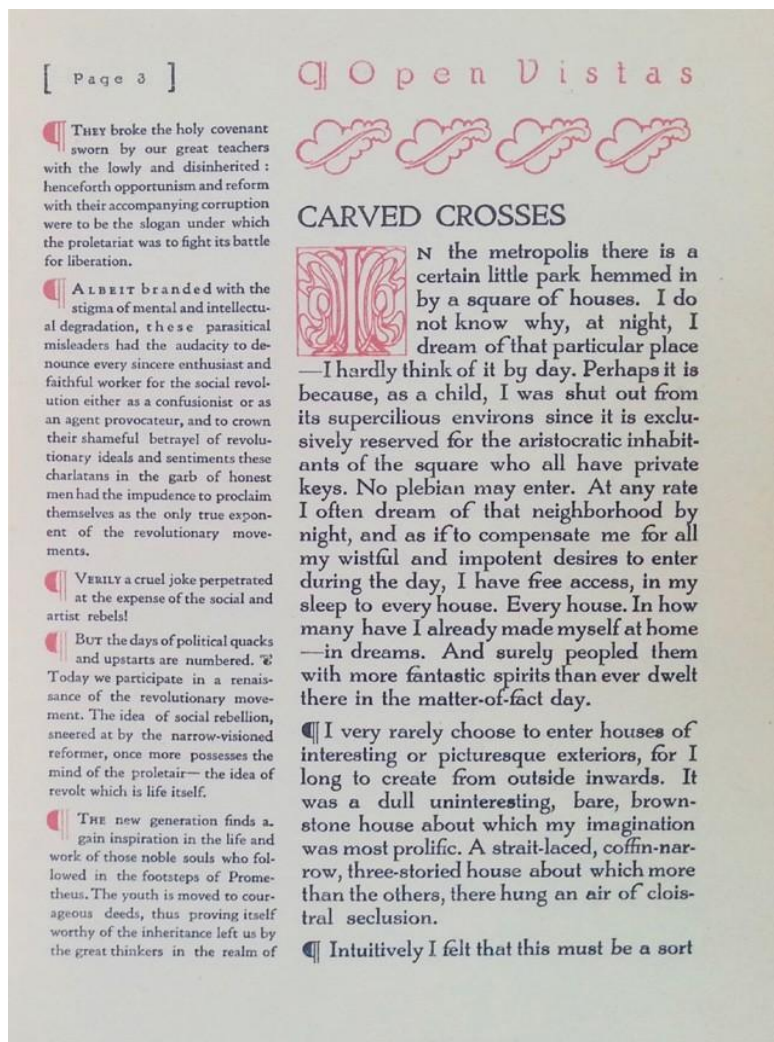 [ Page 3 ]
¶ THEY broke the holy covenant
sworn by our great teachers
with the lowly and disinherited :
henceforth opportunism and reform
with their accompanying corruption
were to be the slogan under which
the proletariat was to fight its battle
for liberation.
¶ ALBEIT branded with the
stigma of mental and intellectu-
al degradation, these parasitical
misleaders had the audacity to de-
nounce every sincere enthusiast and
faithful worker for the social revol-
ution either as a confusionist or as
an agent provocateur, and to crown
their shameful betrayel of revolu-
tionary ideals and sentiments these
charlatans in the garb of honest
men had the impudence to proclaim
themselves as the only true expon-
ent of the revolutionary move-
ments.
¶ VERILY a cruel joke perpetrated
at the expense of the social and
artist rebels!
¶ BUT the days of political quacks
and upstarts are numbered.
Today we participate in a renais-
sance of the revolutionary move-
ment. The idea of social rebellion,
sneered at by the narrow-visioned
reformer, once more possesses the
mind of the proletair— the idea of
revolt which is life itself.
¶ THE new generation finds a-
gain inspiration in the life and
work of those noble souls who fol-
lowed in the footsteps of Prome-
theus. The youth is moved to cour-
ageous deeds, thus proving itself
worthy of the inheritance left us by
the great thinkers in the realm of
¶ Open Vistas
CARVED CROSSES
IN the metropolis there is a
certain little park hemmed in
by a square of houses. I do
not know why, at night, I
dream of that particular place
—I hardly think of it by day. Perhaps it is
because, as a child, I was shut out from
its supercilious environs since it is exclu-
sively reserved for the aristocratic inhabit-
ants of the square who all have private
keys. No plebian may enter. At any rate
I often dream of that neighborhood by
night, and as if to compensate me for all
my wistful and impotent desires to enter
during the day, I have free access, in my
sleep to every house. Every house. In how
many have I already made myself at home
—in dreams. And surely peopled them
with more fantastic spirits than ever dwelt
there in the matter-of-fact day.
¶ I very rarely choose to enter houses of
interesting or picturesque exteriors, for I
long to create from outside inwards. It
was a dull uninteresting, bare, brown-
stone house about which my imagination
was most prolific. A strait-laced, coffin-nar-
row, three-storied house about which more
than the others, there hung an air of clois-
tral seclusion.
¶ Intuitively I felt that this must be a sort